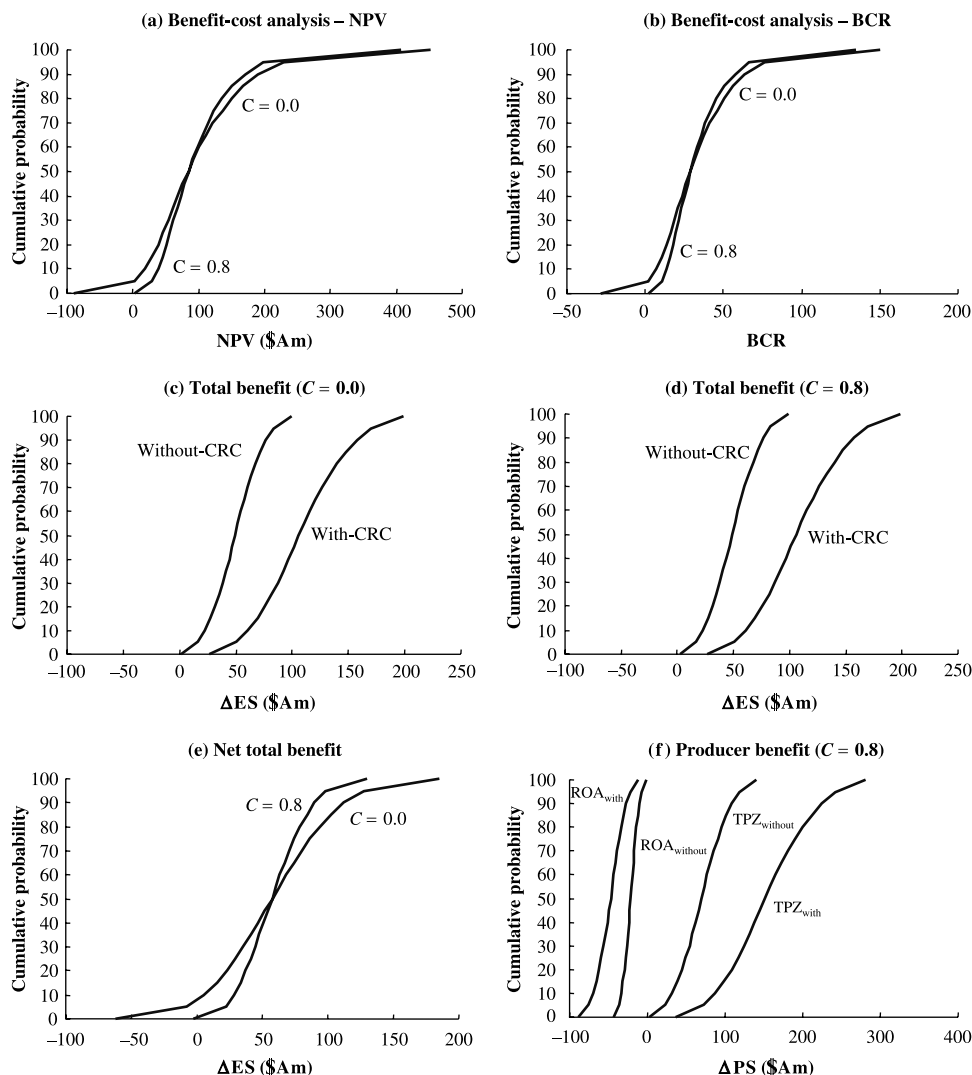 (a) Benefit-cost analysis – NPV
100
90
80
70
60
50
40
30
20
10
0
Cumulative probability
C = 0.0
C = 0.8
–100 0 100 200 300 400 500
NPV ($Am)
(b) Benefit-cost analysis – BCR
100
90
80
70
60
50
40
30
20
10
0
Cumulative probability
C = 0.0
C = 0.8
–50 0 50 100 150 200
BCR
(c) Total benefit (C = 0.0)
100
90
80
70
60
50
40
30
20
10
0
Cumulative probability
Without-CRC
With-CRC
–100 –50 0 50 100 150 200 250
ΔES ($Am)
(d) Total benefit (C = 0.8)
100
90
80
70
60
50
40
30
20
10
0
Cumulative probability
Without-CRC
With-CRC
–100 –50 0 50 100 150 200 250
ΔES ($Am)
(e) Net total benefit
100
90
80
70
60
50
40
30
20
10
0
Cumulative probability
C = 0.8
C = 0.0
–100 –50 0 50 100 150 200
ΔES ($Am)
(f) Producer benefit (C = 0.8)
100
90
80
70
60
50
40
30
20
10
0
Cumulative probability
ROAwith
ROAwithout
TPZwithout
TPZwith
–100 0 100 200 300 400
ΔPS ($Am)